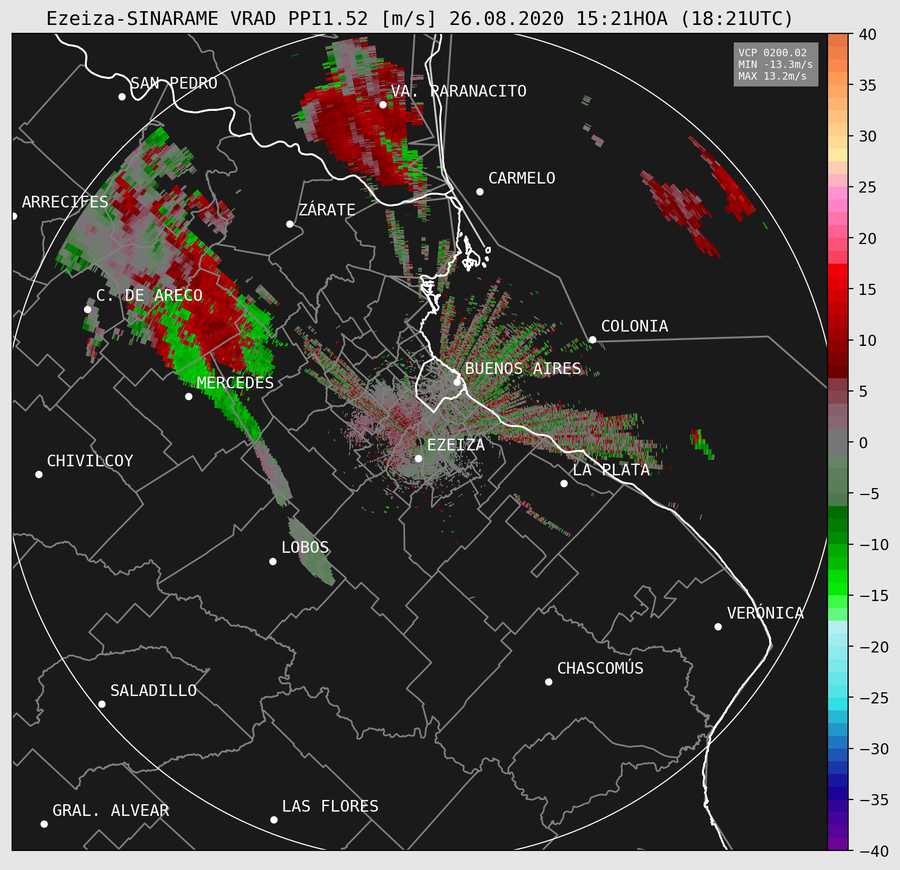 Ezeiza-SINARAME VRAD PPI1.52 [m/s] 26.08.2020 15:21HOA (18:21UTC)
VCP 0200.02
MIN -13.3m/s
MAX 13.2m/s
SAN PEDRO
VA. PARANACITO
CARMELO
ARRECIFES
ZÁRATE
C. DE ARECO
COLONIA
BUENOS AIRES
MERCEDES
EZEIZA
CHIVILCOY
LA PLATA
LOBOS
VERÓNICA
CHASCOMÚS
SALADILLO
LAS FLORES
GRAL. ALVEAR
40
35
30
25
20
15
10
5
0
−5
−10
−15
−20
−25
−30
−35
−40